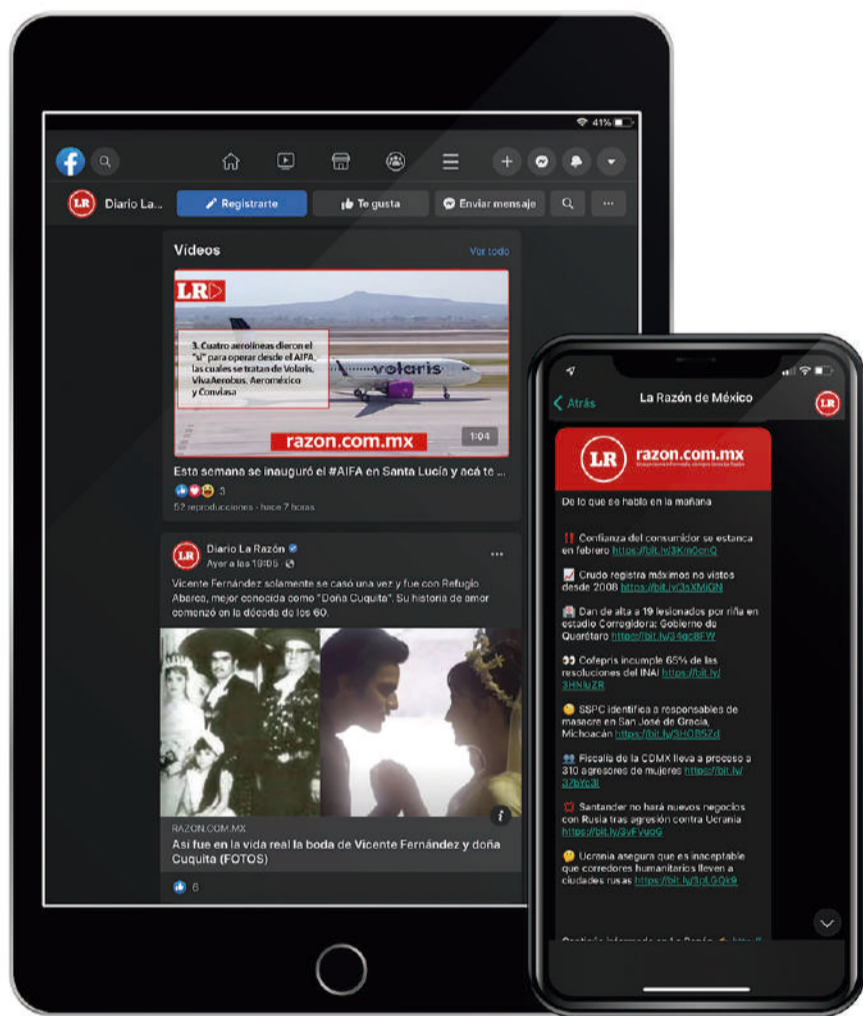 41%
LR
Diario La...
Registrarte
Te gusta
Enviar mensaje
Vídeos
Ver todo
LR
3. Cuatro aerolíneas dieron el
"sí" para operar desde el AIFA,
las cuales se tratan de Volaris,
VivaAerobus, Aeroméxico
y Conviasa
volaris
razon.com.mx
1:04
Esta semana se inauguró el #AIFA en Santa Lucía y acá te ...
3
52 reproducciones · hace 7 horas
LR
Diario La Razón
Ayer a las 19:05
Vicente Fernández solamente se casó una vez y fue con Refugio
Abarca, mejor conocida como "Doña Cuquita". Su historia de amor
comenzó en la década de los 60.
RAZON.COM.MX
Así fue en la vida real la boda de Vicente Fernández y doña
Cuquita (FOTOS)
6
Atrás
La Razón de México
LR
LR
razon.com.mx
De lo que se habla en la mañana
Confianza del consumidor se estanca
en febrero
Crudo registra máximos no vistos
desde 2008
Dan de alta a 19 lesionados por riña en
estadio Corregidora: Gobierno de
Querétaro
Cofepris incumple 65% de las
resoluciones del INAI https://bit.ly/
SSPC identifica a responsables de
masacre en San José de Gracia,
Michoacán
Fiscalía de la CDMX lleva a proceso a
310 agresores de mujeres https://bit.ly/
Santander no hará nuevos negocios
con Rusia tras agresión contra Ucrania
Ucrania asegura que es inaceptable
que corredores humanitarios lleven a
ciudades rusas